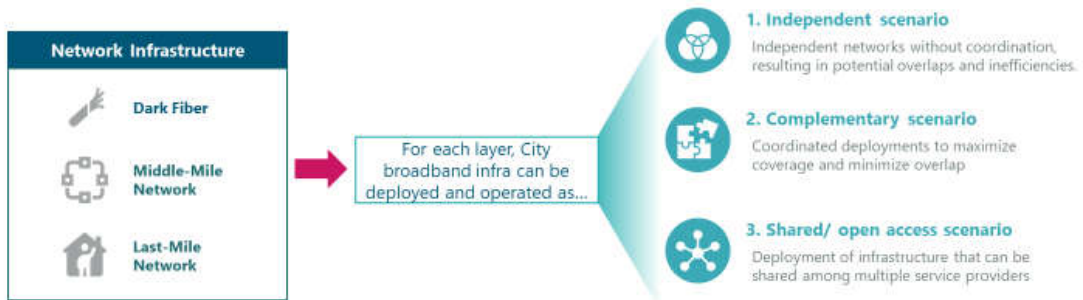 Network Infrastructure
Dark Fiber
Middle-Mile
Network
Last-Mile
Network
For each layer, City
broadband infra can be
deployed and operated as...
1. Independent scenario
Independent networks without coordination,
resulting in potential overlaps and inefficiencies.
2. Complementary scenario
Coordinated deployments to maximize
coverage and minimize overlap
3. Shared/ open access scenario
Deployment of infrastructure that can be
shared among multiple service providers